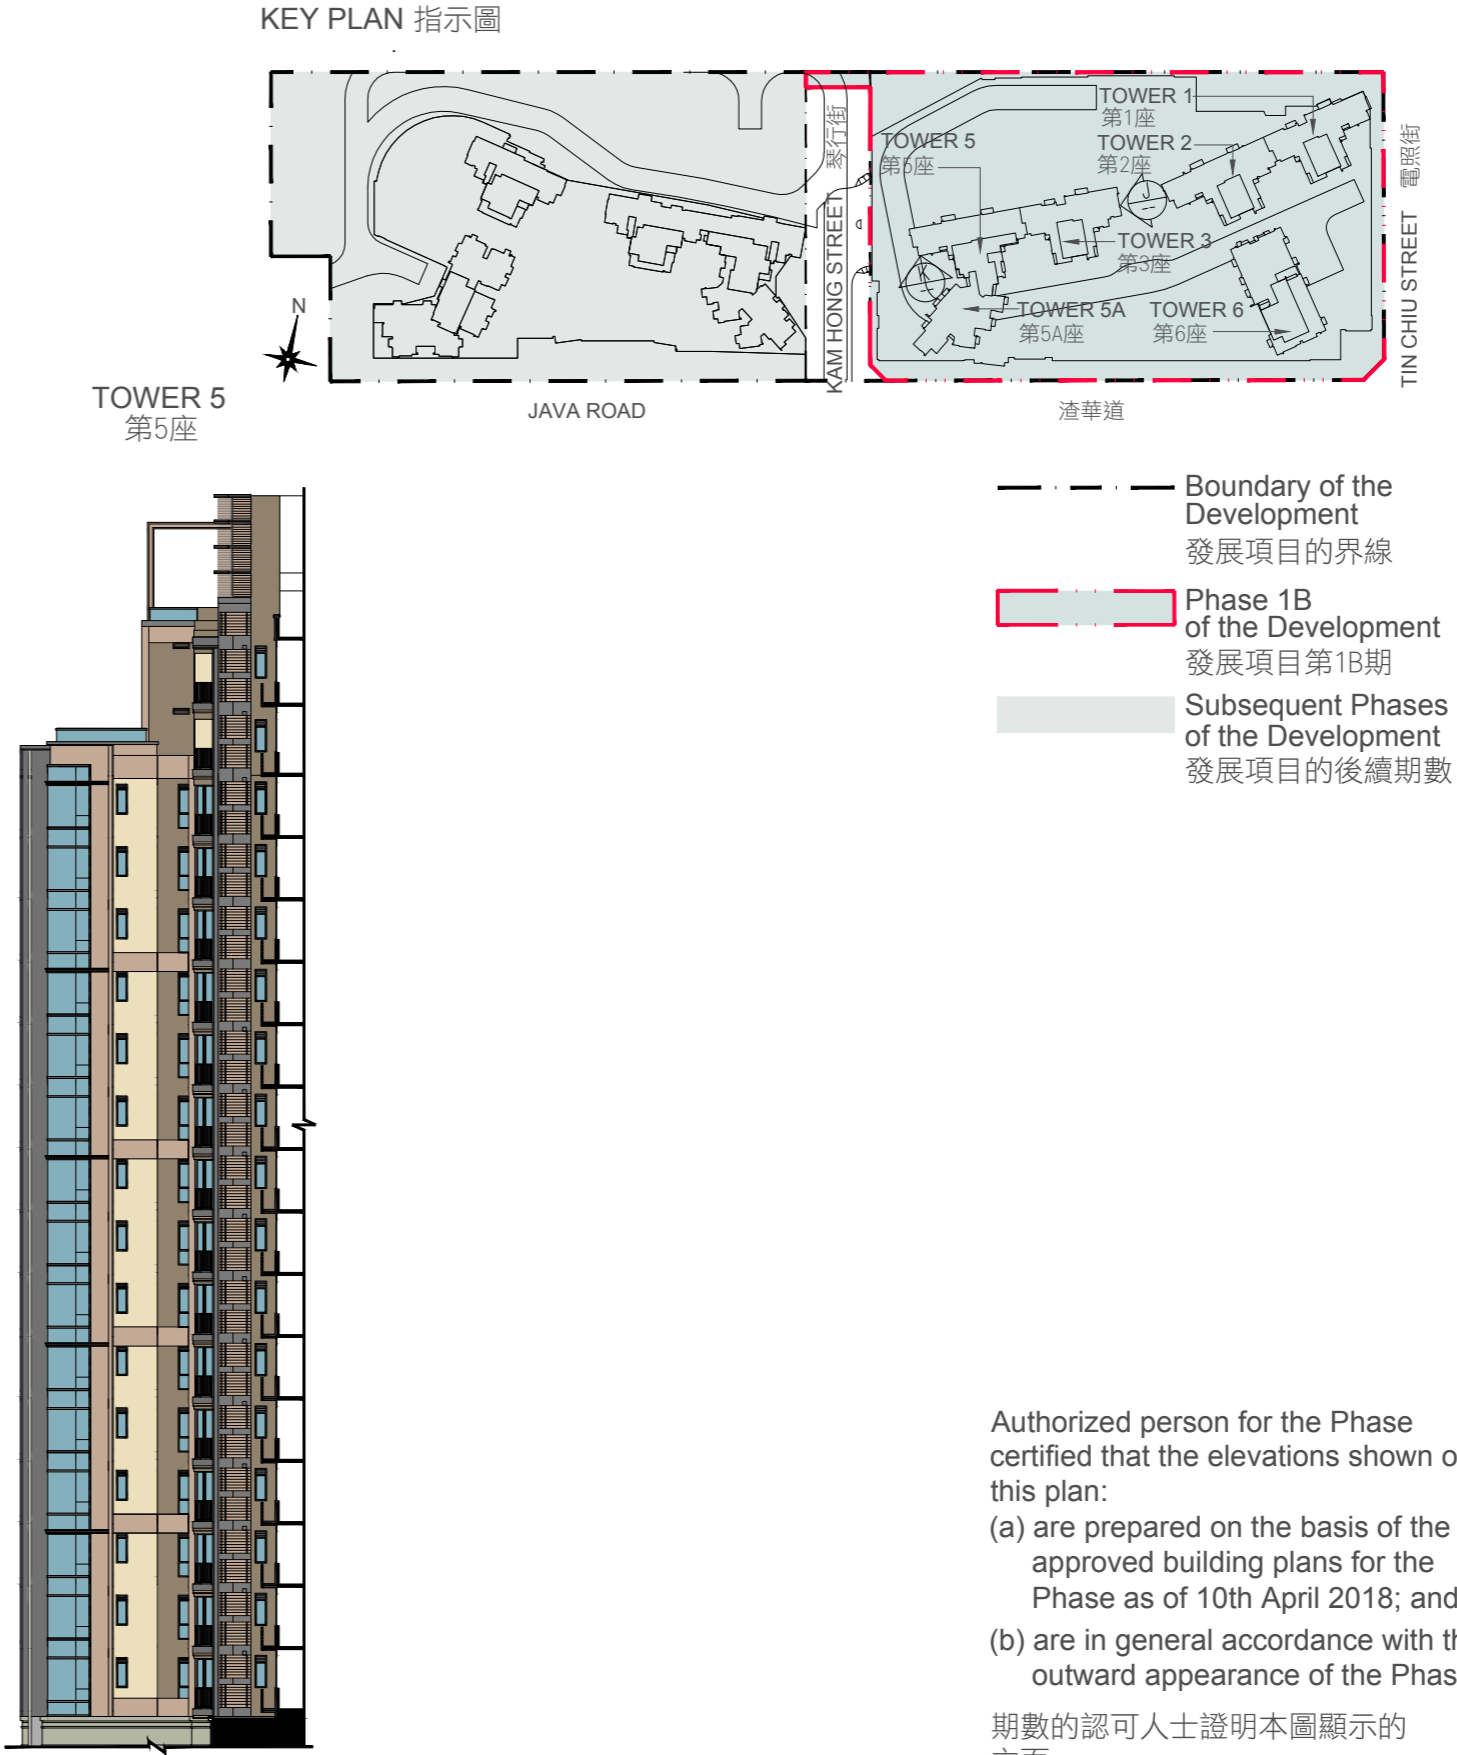 KEY PLAN 指示圖
TOWER 1
第1座
TOWER 2
第2座
TOWER 5
第5座
J
TOWER 3
第3座
K
TOWER 5A
第5A座
TOWER 6
第6座
琴行街
KAM HONG STREET
電照街
TIN CHIU STREET
N
JAVA ROAD
渣華道
TOWER 5
第5座
Boundary of the
Development
發展項目的界線
Phase 1B
of the Development
發展項目第1B期
Subsequent Phases
of the Development
發展項目的後續期數
Authorized person for the Phase
certified that the elevations shown o
this plan:
(a) are prepared on the basis of the
approved building plans for the
Phase as of 10th April 2018; and
(b) are in general accordance with th
outward appearance of the Phas
期數的認可人士證明本圖顯示的